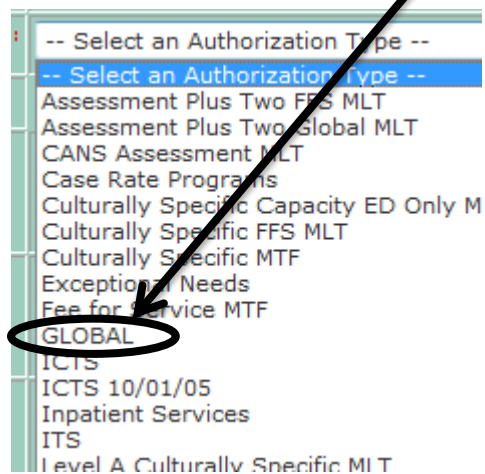 -- Select an Authorization Type --
-- Select an Authorization Type --
Assessment Plus Two FFS MLT
Assessment Plus Two Global MLT
CANS Assessment MLT
Case Rate Programs
Culturally Specific Capacity ED Only M
Culturally Specific FFS MLT
Culturally Specific MTF
Exceptional Needs
Fee for Service MTF
GLOBAL
ICTS
ICTS 10/01/05
Inpatient Services
ITS
Level A Culturally Specific MLT